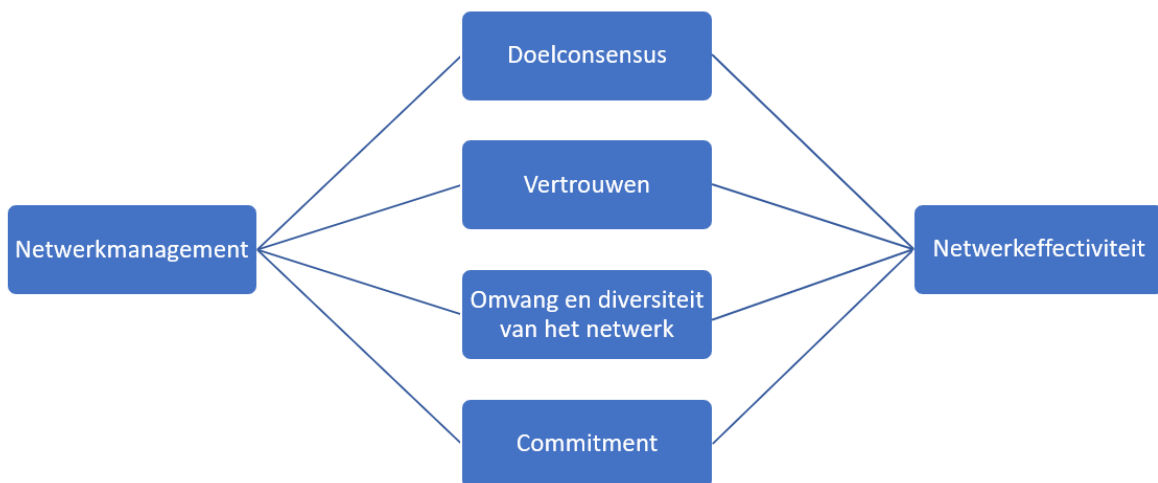 Doelconsensus
Vertrouwen
Netwerkmanagement
Netwerkeffectiviteit
Omvang en diversiteit
van het netwerk
Commitment